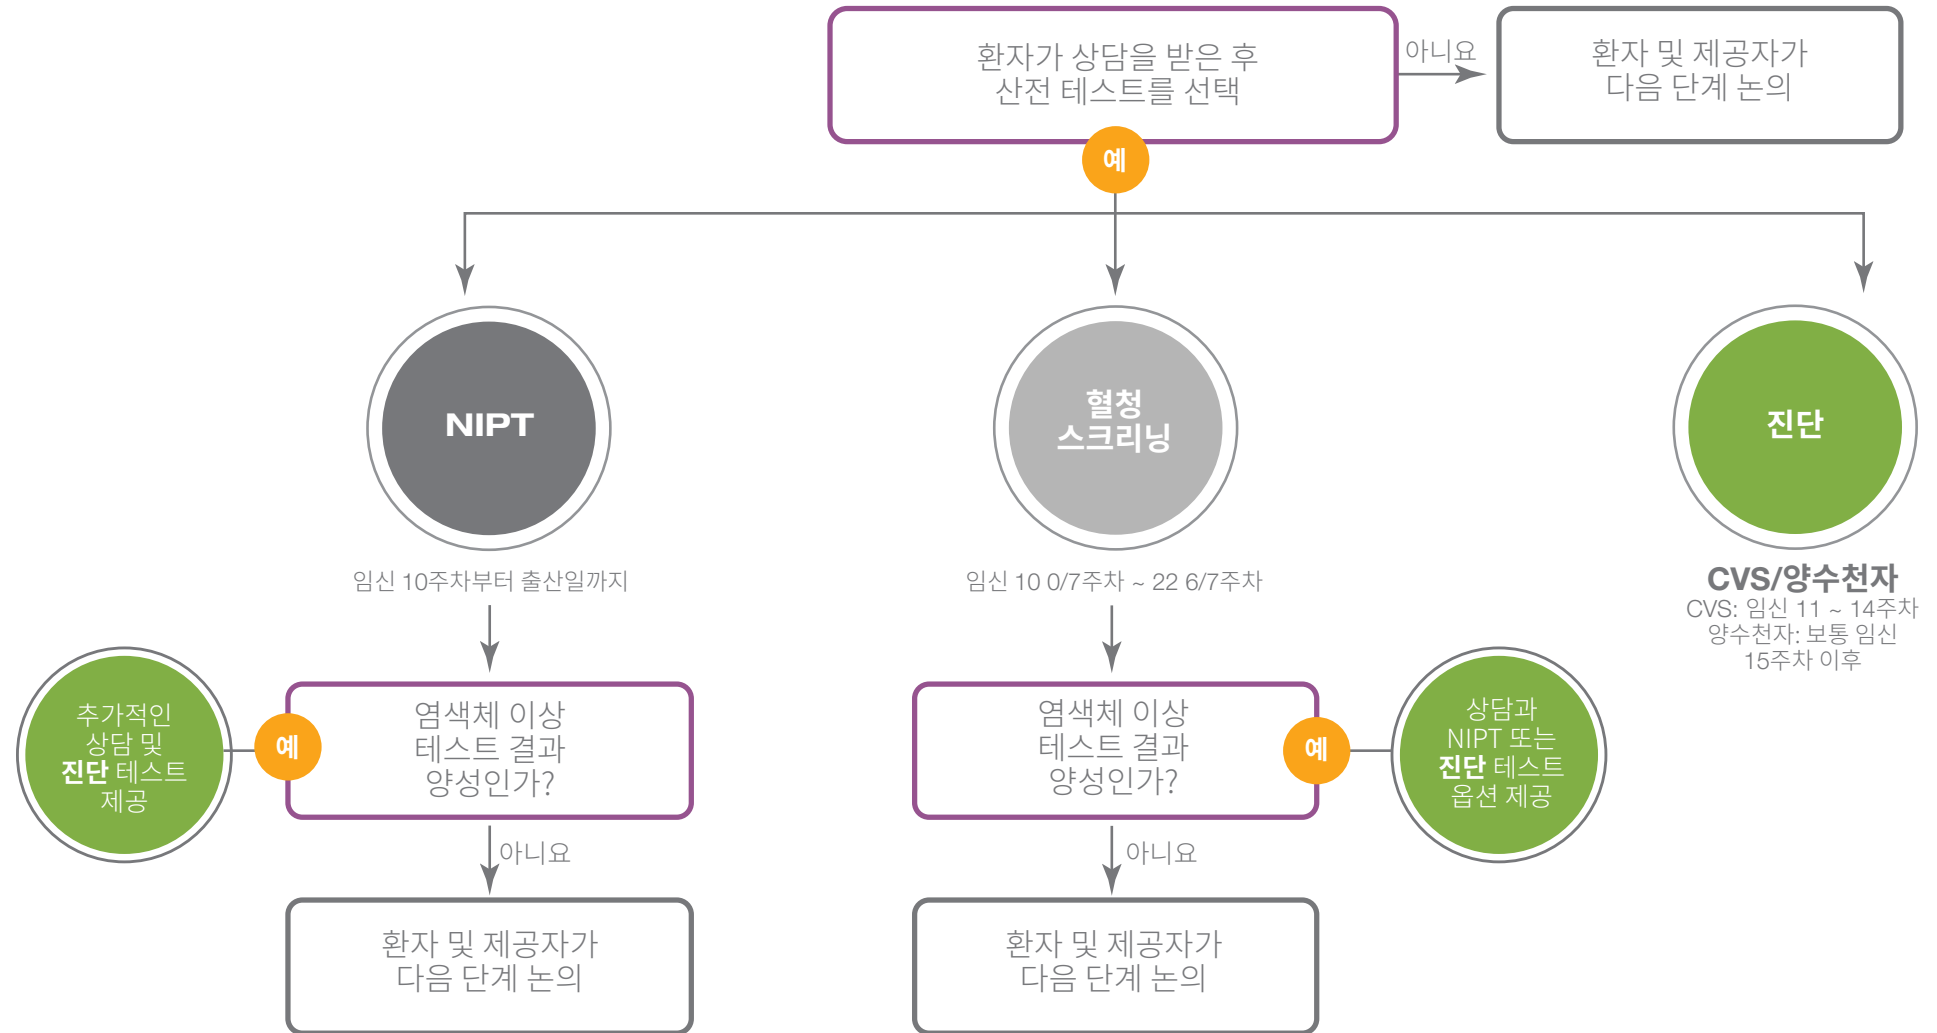 환자가 상담을 받은 후
산전 테스트를 선택
아니요
환자 및 제공자가
다음 단계 논의
예
NIPT
혈청
스크리닝
진단
임신 10주차부터 출산일까지
임신 10 0/7주차 ~ 22 6/7주차
CVS/양수천자
CVS: 임신 11 ~ 14주차
양수천자: 보통 임신
15주차 이후
추가적인
상담 및
진단 테스트
제공
예
염색체 이상
테스트 결과
양성인가?
염색체 이상
테스트 결과
양성인가?
예
상담과
NIPT 또는
진단 테스트
옵션 제공
아니요
아니요
환자 및 제공자가
다음 단계 논의
환자 및 제공자가
다음 단계 논의